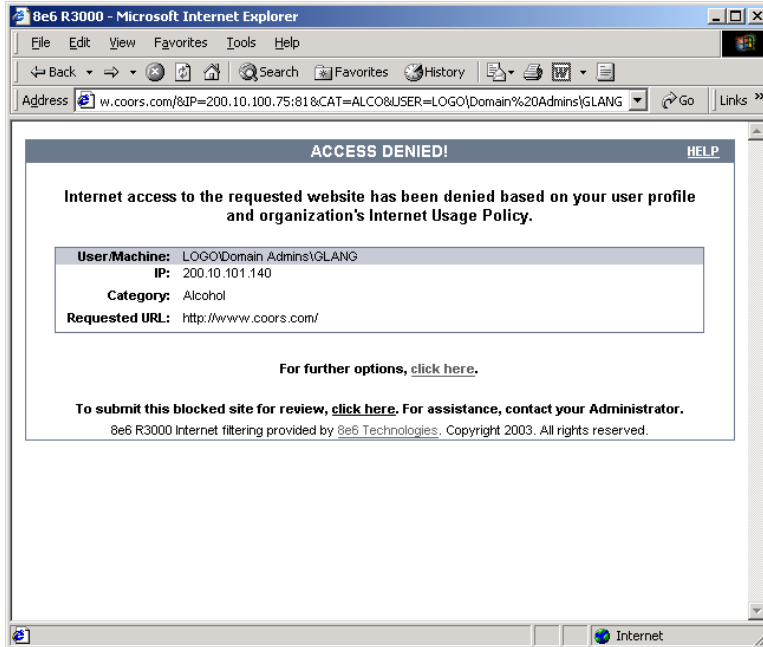 8e6 R3000 - Microsoft Internet Explorer
File Edit View Favorites Tools Help
Back Search Favorites History
Address w.coors.com/&IP=200.10.100.75:81&CAT=ALCO&USER=LOGO\Domain%20Admins\GLANG Go Links »
ACCESS DENIED! HELP
Internet access to the requested website has been denied based on your user profile
and organization's Internet Usage Policy.
User/Machine: LOGO\Domain Admins\GLANG
IP: 200.10.101.140
Category: Alcohol
Requested URL: http://www.coors.com/
For further options, click here.
To submit this blocked site for review, click here. For assistance, contact your Administrator.
8e6 R3000 Internet filtering provided by 8e6 Technologies. Copyright 2003. All rights reserved.
Internet